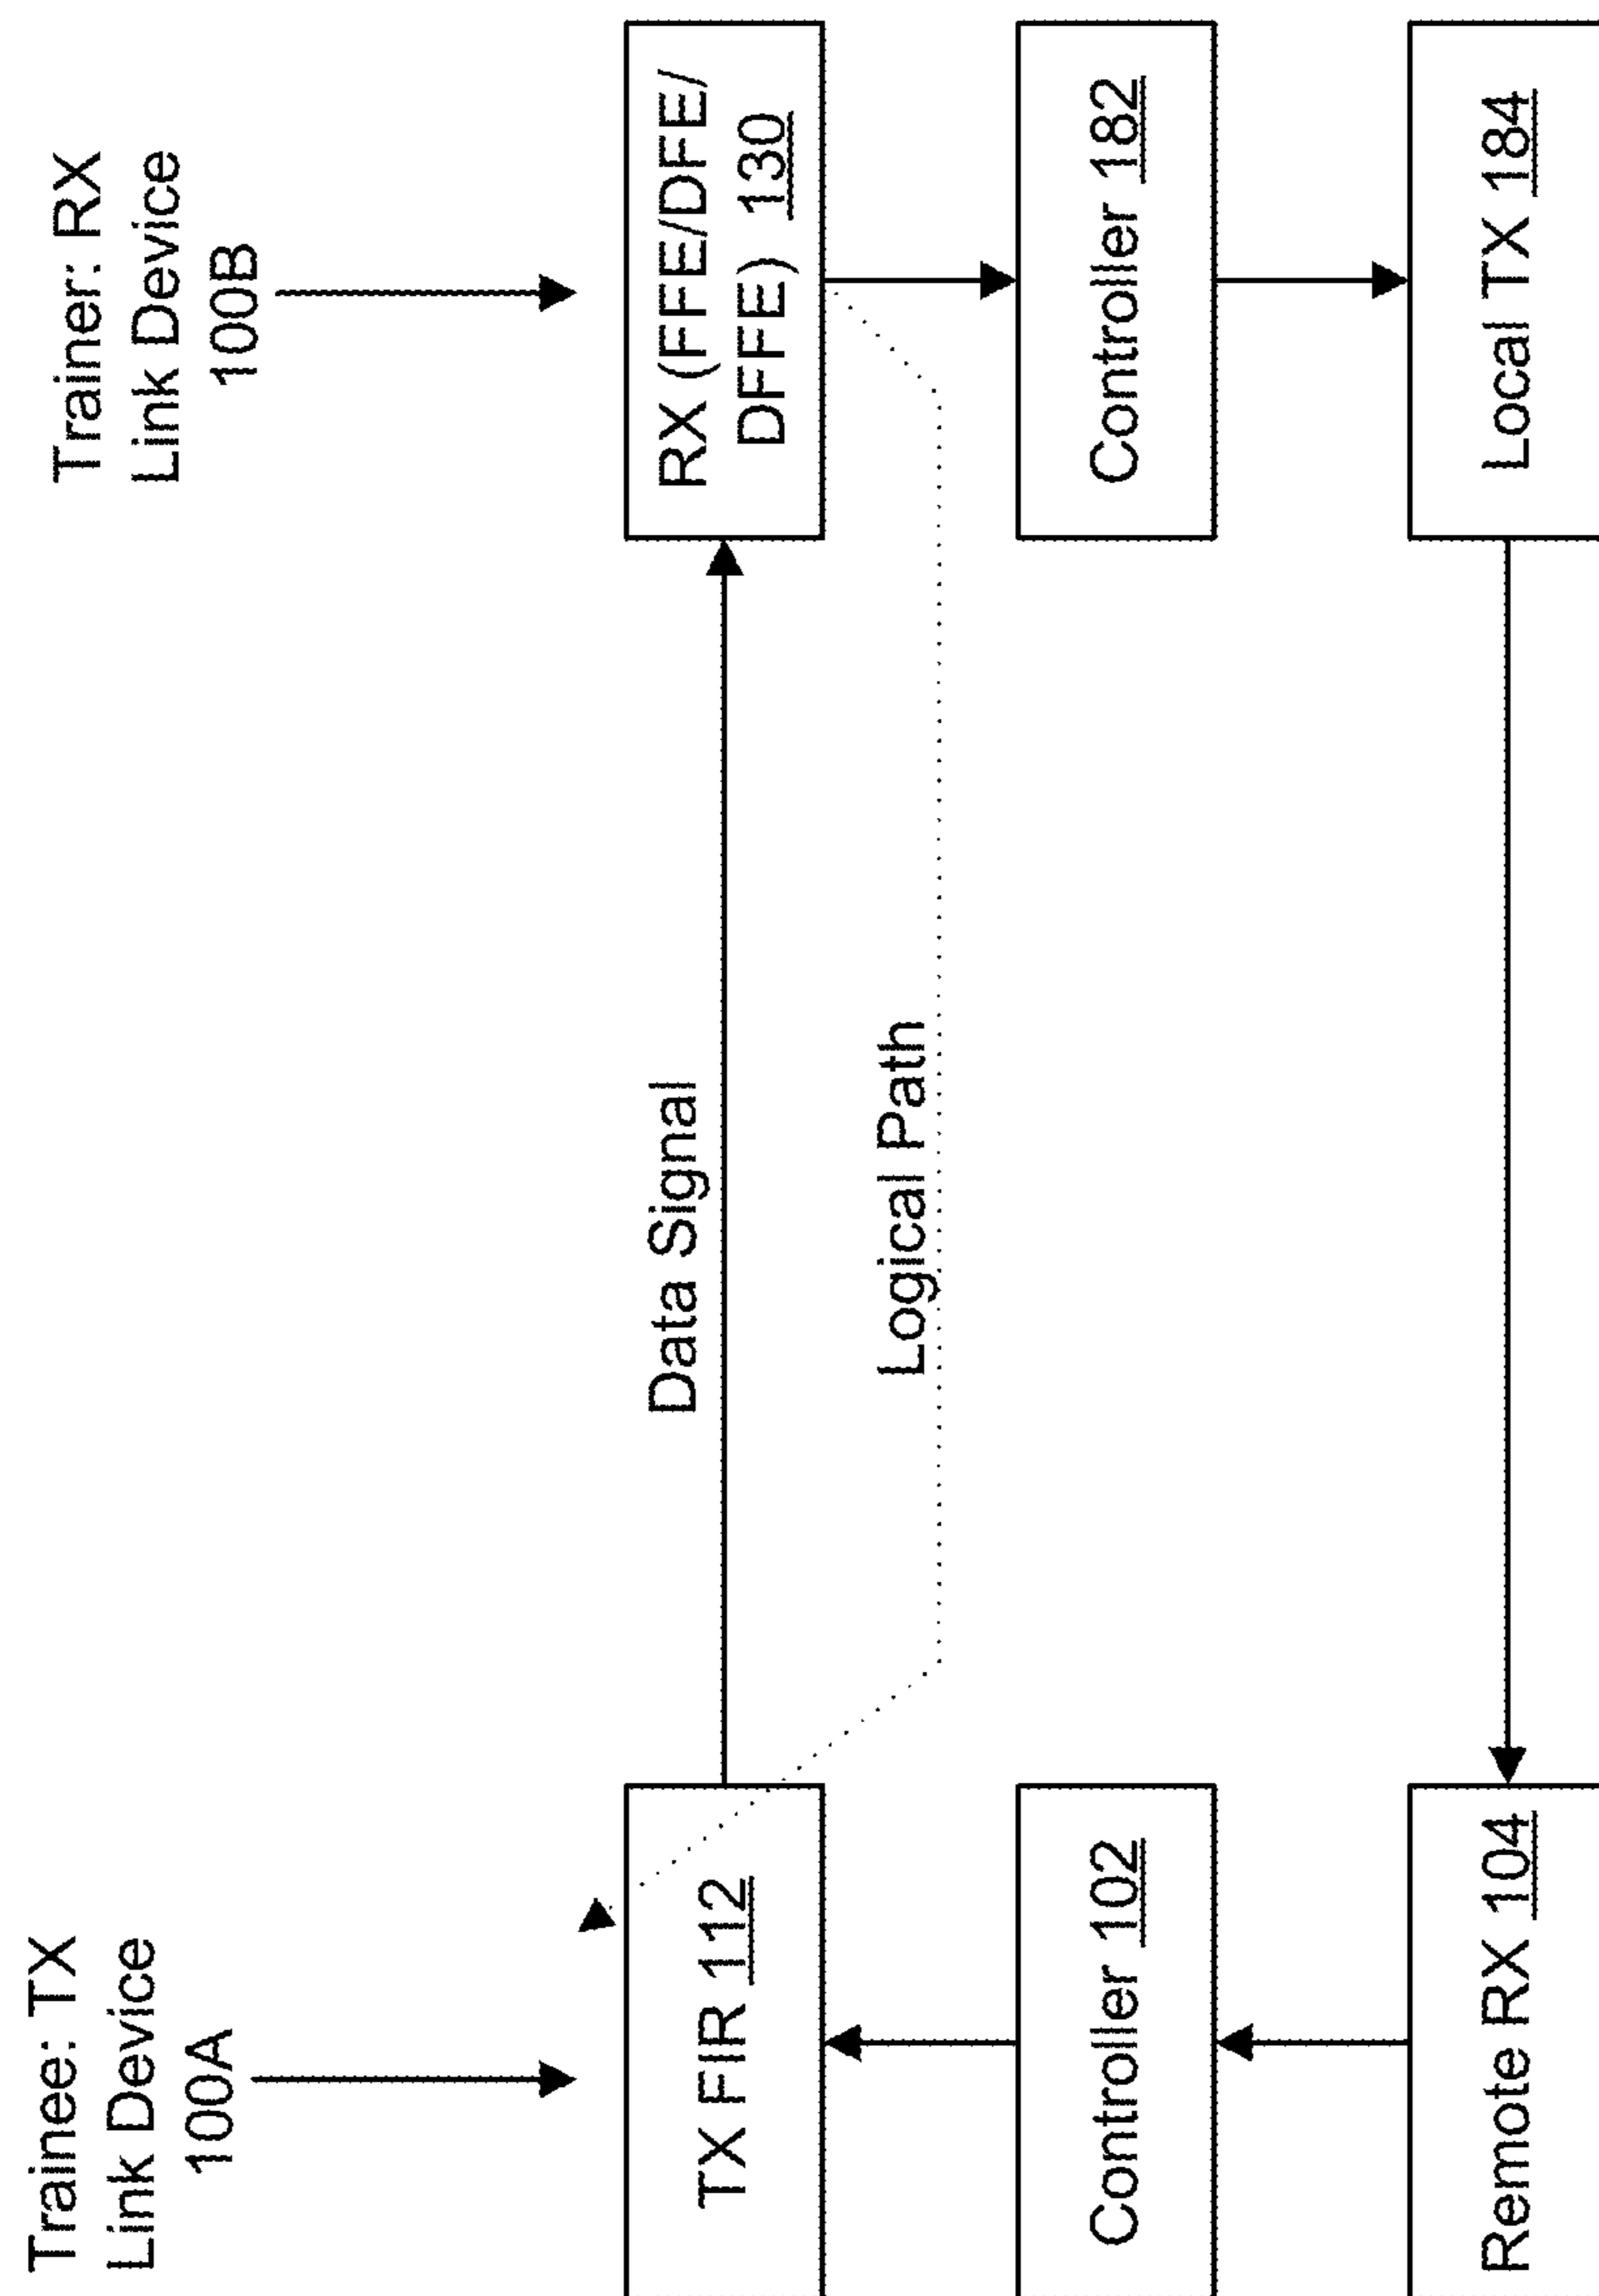 Trainee: TX
Link Device
100A
Trainer: RX
Link Device
100B
TX FIR 112
Data Signal
RX (FFE/DFE/
DFFE) 130
Logical Path
Controller 102
Controller 182
Remote RX 104
Local TX 184